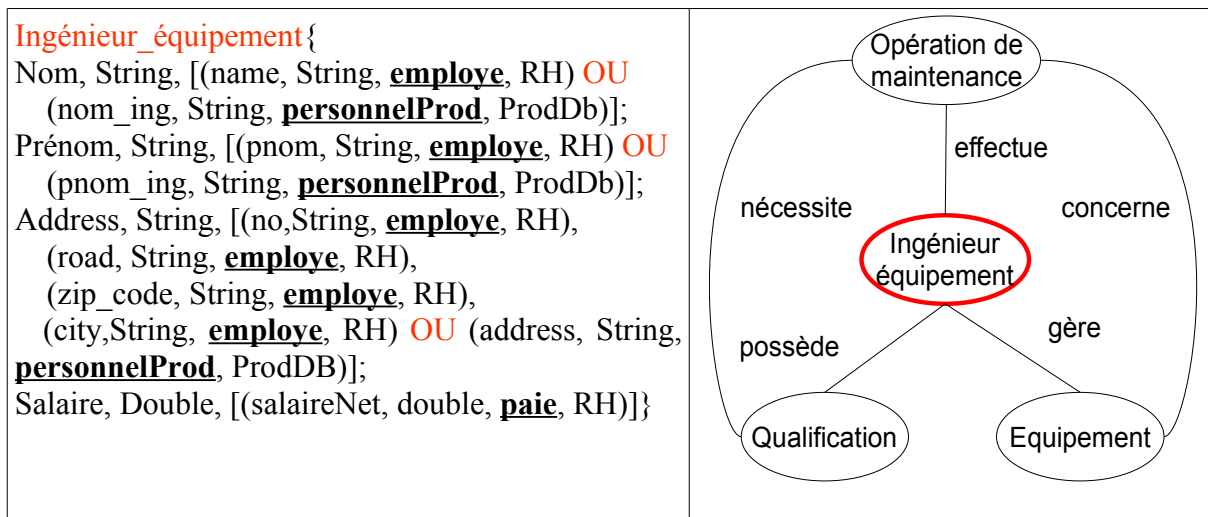 Ingénieur_équipement{
Nom, String, [(name, String, employe, RH) OU
(nom_ing, String, personnelProd, ProdDb)];
Prénom, String, [(pnom, String, employe, RH) OU
(pnom_ing, String, personnelProd, ProdDb)];
Address, String, [(no,String, employe, RH),
(road, String, employe, RH),
(zip_code, String, employe, RH),
(city,String, employe, RH) OU (address, String,
personnelProd, ProdDB)];
Salaire, Double, [(salaireNet, double, paie, RH)]}
Opération de
maintenance
effectue
nécessite
concerne
Ingénieur
équipement
possède
gère
Qualification
Equipement